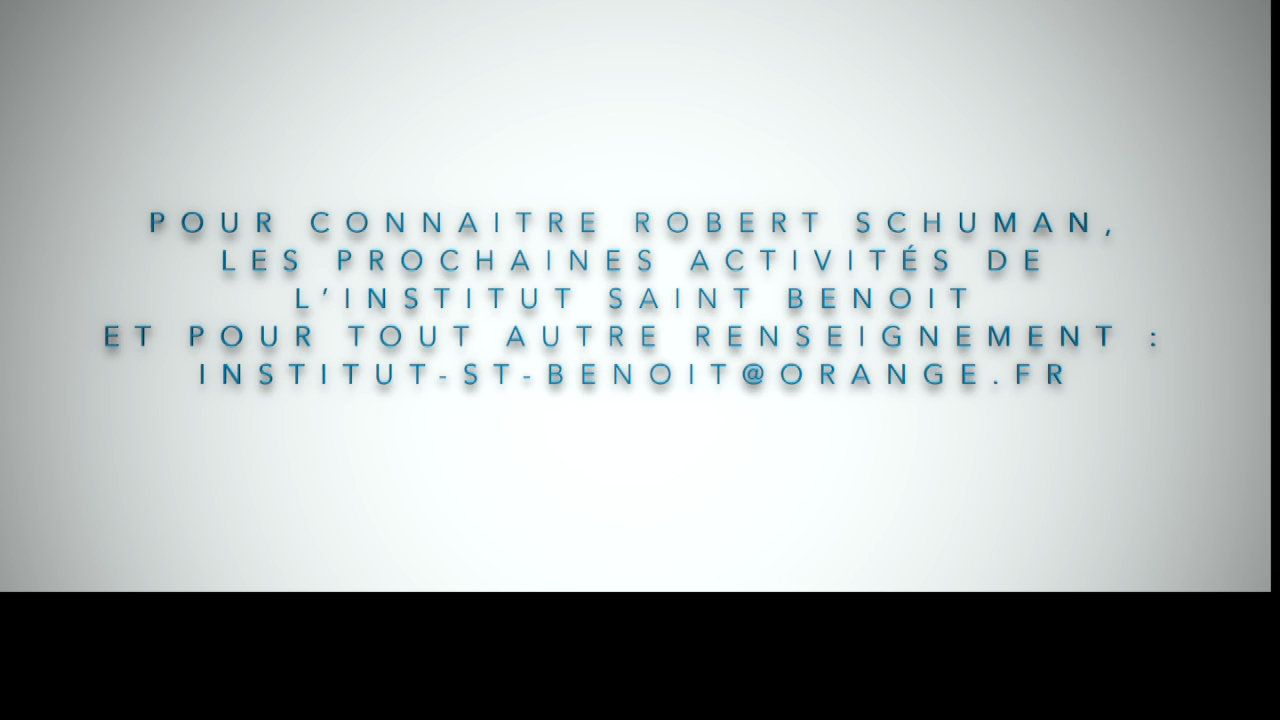 POUR CONNAITRE ROBERT SCHUMAN,
LES PROCHAINES ACTIVITÉS DE
L'INSTITUT SAINT BENOIT
ET POUR TOUT AUTRE RENSEIGNEMENT :
INSTITUT-ST-BENOIT@ORANGE.FR